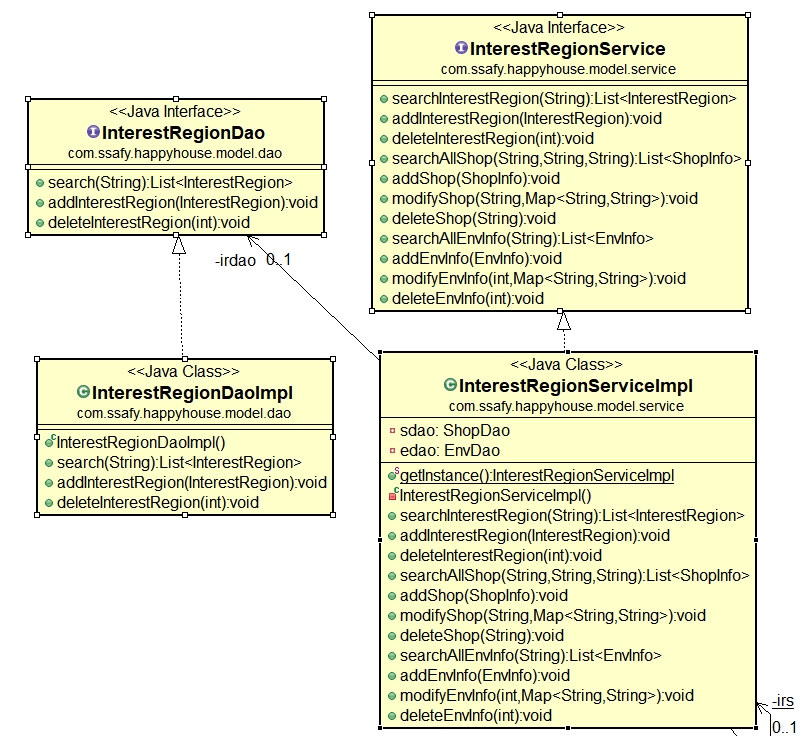 <<Java Interface>>
InterestRegionService
com.ssafy.happyhouse.model.service
searchInterestRegion(String):List<InterestRegion>
addInterestRegion(InterestRegion):void
deleteInterestRegion(int):void
searchAllShop(String,String,String):List<ShopInfo>
addShop(ShopInfo):void
modifyShop(String,Map<String,String>):void
deleteShop(String):void
searchAllEnvInfo(String):List<EnvInfo>
addEnvInfo(EnvInfo):void
modifyEnvInfo(int,Map<String,String>):void
deleteEnvInfo(int):void
<<Java Interface>>
InterestRegionDao
com.ssafy.happyhouse.model.dao
search(String):List<InterestRegion>
addInterestRegion(InterestRegion):void
deleteInterestRegion(int):void
-irdao 0..1
<<Java Class>>
InterestRegionDaoImpl
com.ssafy.happyhouse.model.dao
InterestRegionDaoImpl()
search(String):List<InterestRegion>
addInterestRegion(InterestRegion):void
deleteInterestRegion(int):void
<<Java Class>>
InterestRegionServiceImpl
com.ssafy.happyhouse.model.service
sdao: ShopDao
edao: EnvDao
getInstance():InterestRegionServiceImpl
InterestRegionServiceImpl()
searchInterestRegion(String):List<InterestRegion>
addInterestRegion(InterestRegion):void
deleteInterestRegion(int):void
searchAllShop(String,String,String):List<ShopInfo>
addShop(ShopInfo):void
modifyShop(String,Map<String,String>):void
deleteShop(String):void
searchAllEnvInfo(String):List<EnvInfo>
addEnvInfo(EnvInfo):void
modifyEnvInfo(int,Map<String,String>):void
deleteEnvInfo(int):void
-irs
0..1